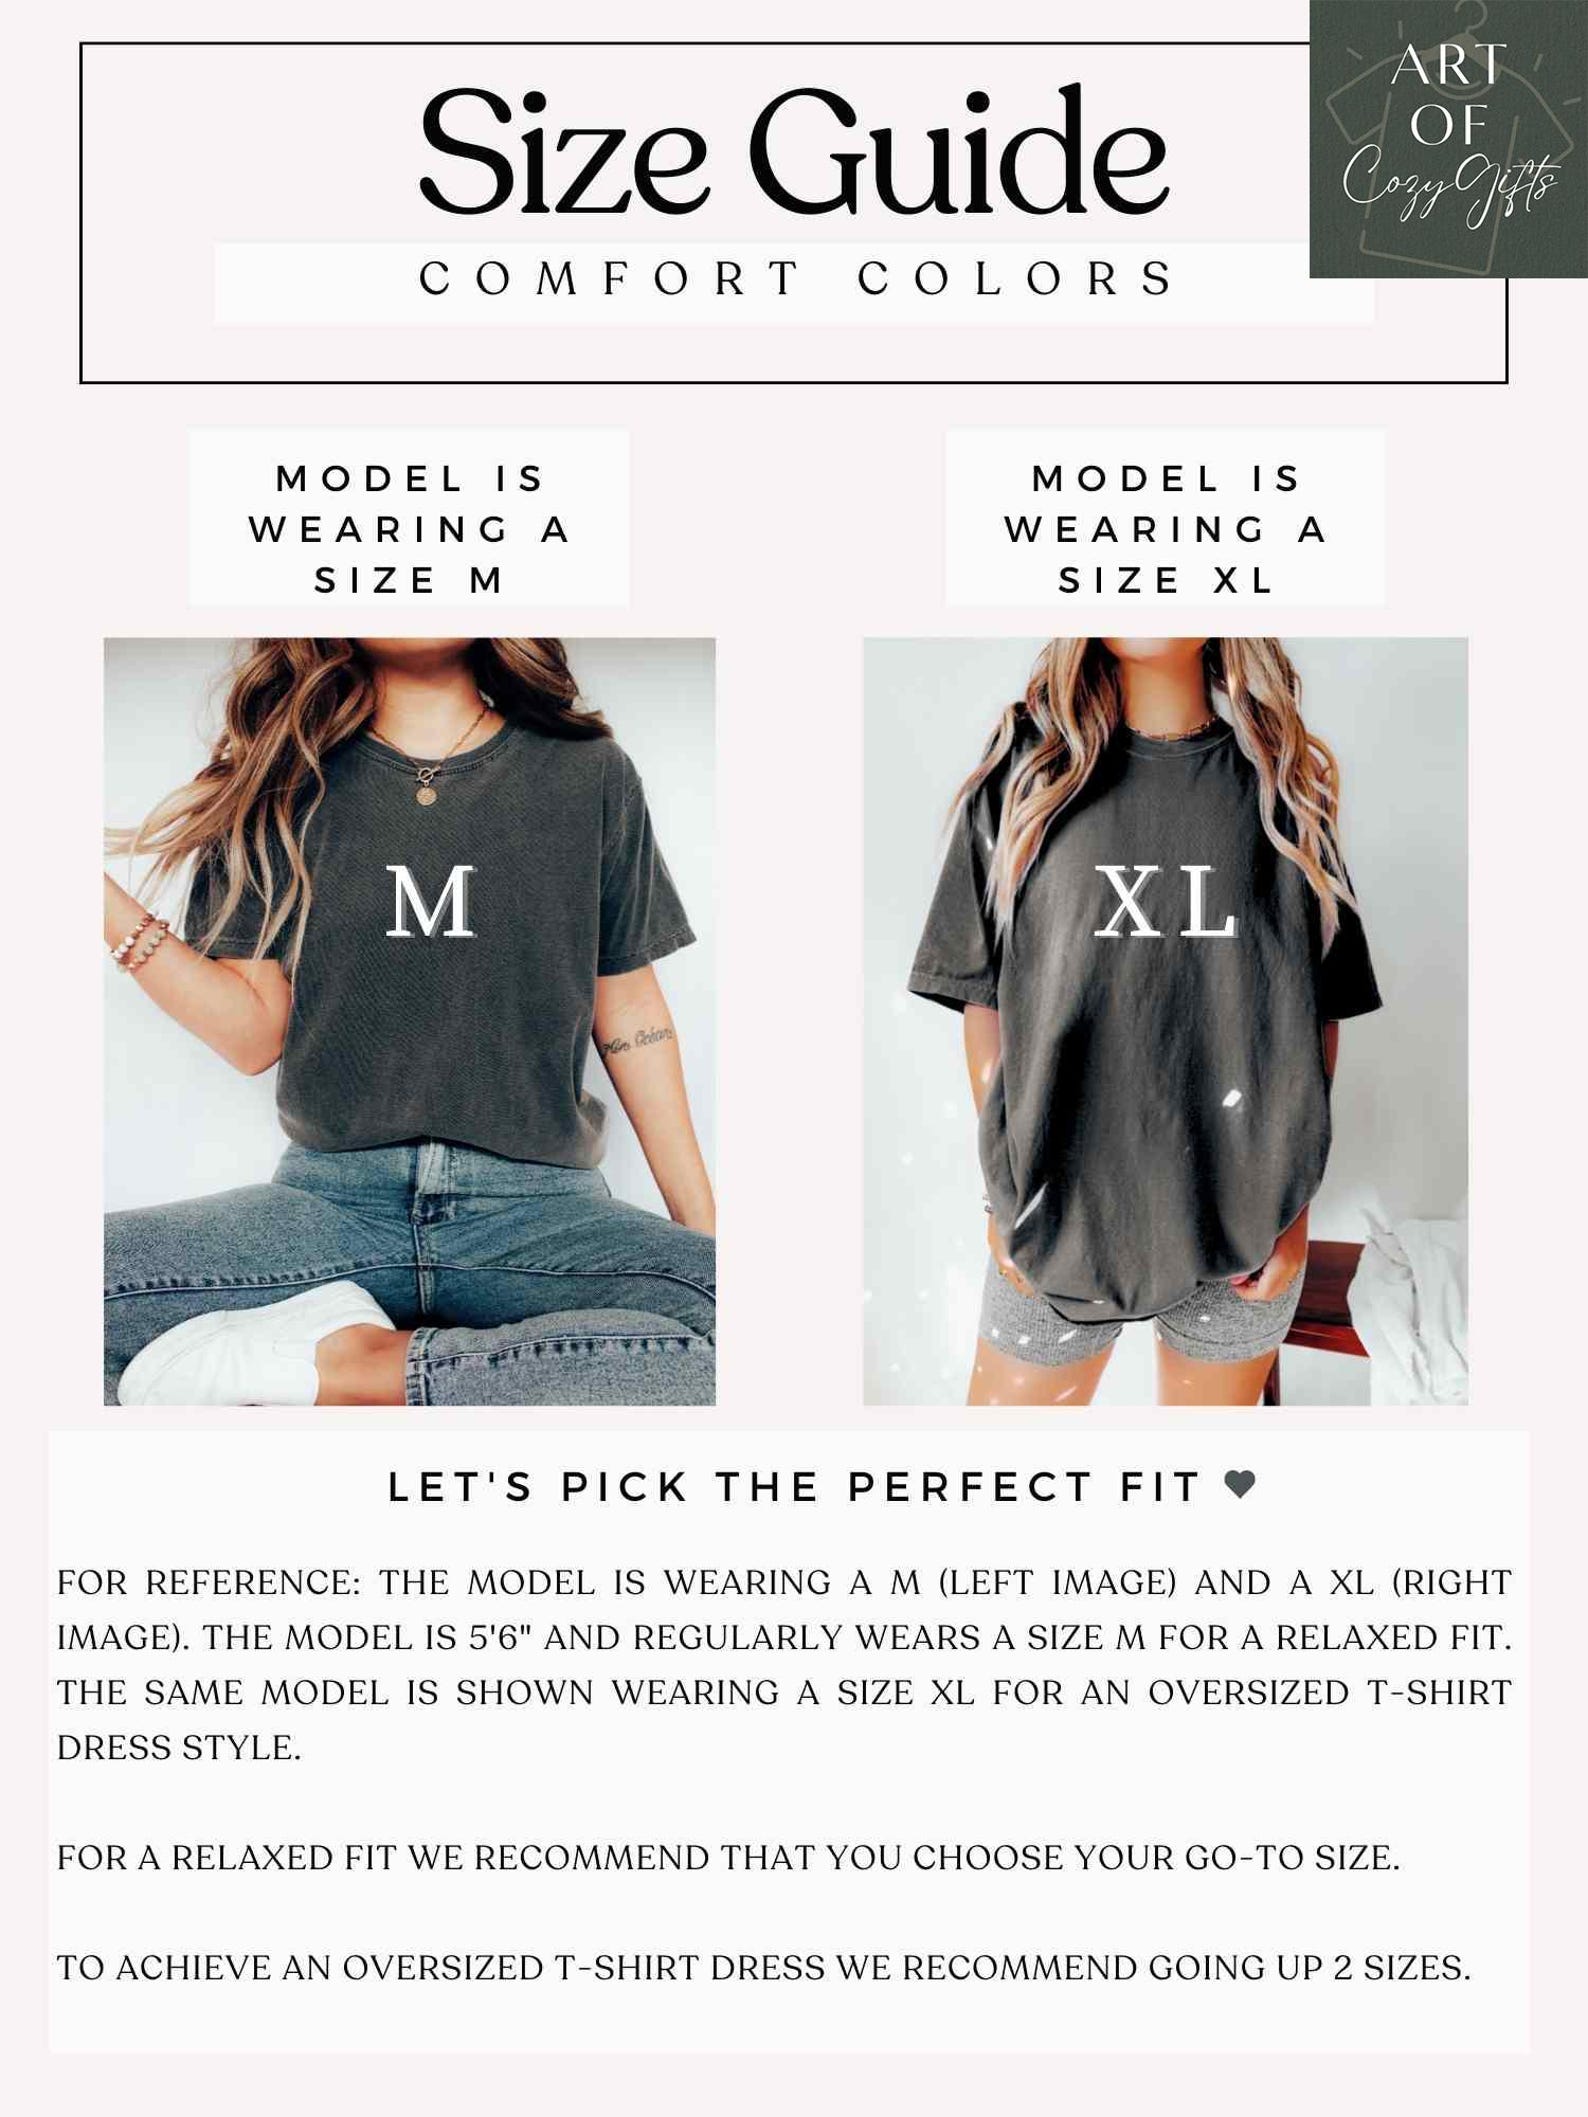 Size Guide
COMFORT COLORS
ART
OF
Cozy Gifts
MODEL IS
WEARING A
SIZE M
MODEL IS
WEARING A
SIZE XL
M
XL
LET'S PICK THE PERFECT FIT
FOR REFERENCE: THE MODEL IS WEARING A M (LEFT IMAGE) AND A XL (RIGHT
IMAGE). THE MODEL IS 5'6" AND REGULARLY WEARS A SIZE M FOR A RELAXED FIT.
THE SAME MODEL IS SHOWN WEARING A SIZE XL FOR AN OVERSIZED T-SHIRT
DRESS STYLE.
FOR A RELAXED FIT WE RECOMMEND THAT YOU CHOOSE YOUR GO-TO SIZE.
TO ACHIEVE AN OVERSIZED T-SHIRT DRESS WE RECOMMEND GOING UP 2 SIZES.